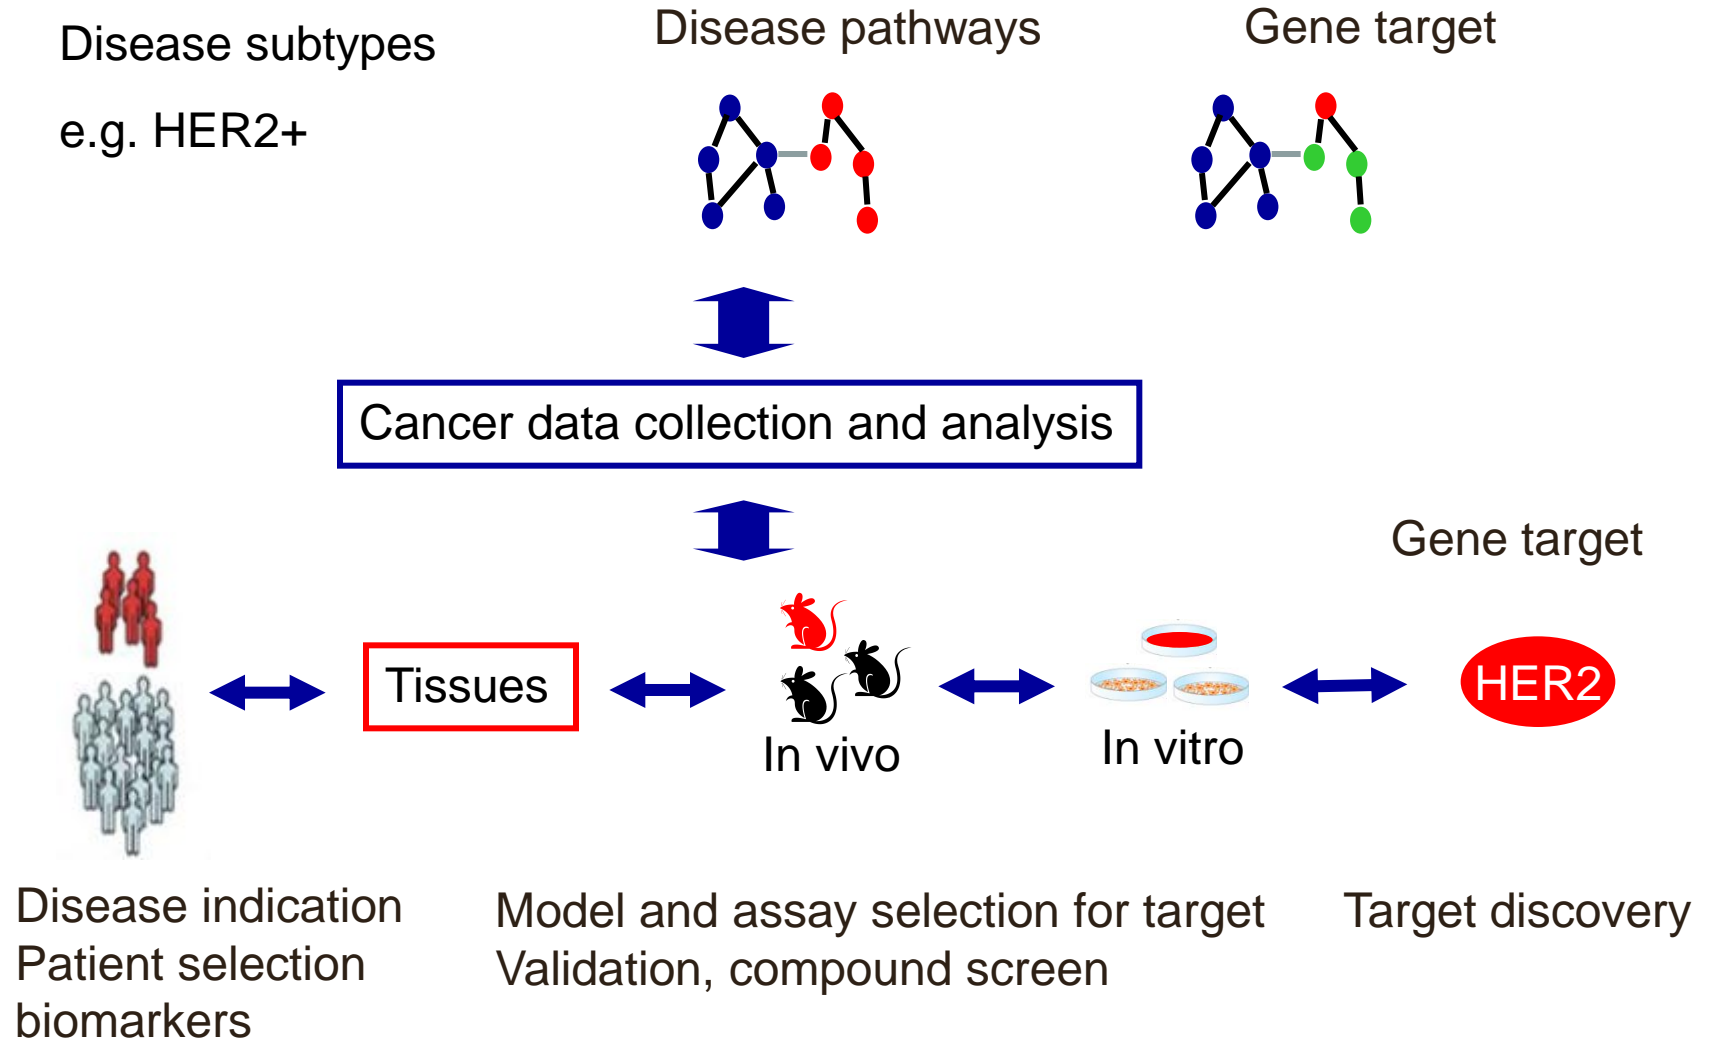 Disease subtypes
e.g. HER2+
Disease pathways
Gene target
Cancer data collection and analysis
Gene target
Tissues
In vivo
In vitro
HER2
Disease indication
Patient selection
biomarkers
Model and assay selection for target
Validation, compound screen
Target discovery